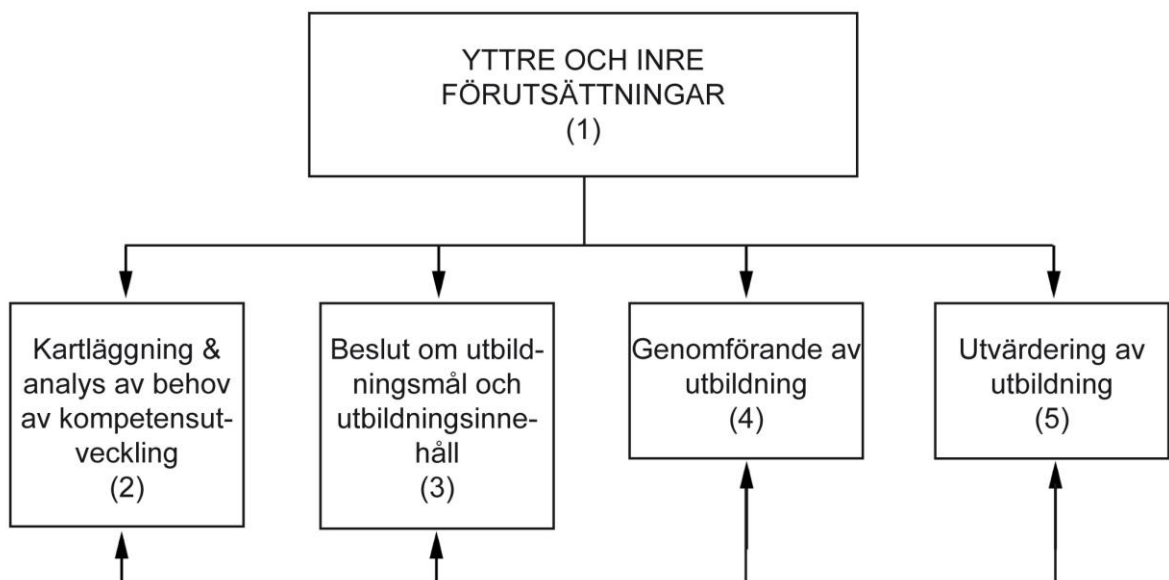 YTTRE OCH INRE
FÖRUTSÄTTNINGAR
(1)
Kartläggning &
analys av behov
av kompetensut-
veckling
(2)
Beslut om utbild-
ningsmål och
utbildningsinne-
håll
(3)
Genomförande av
utbildning
(4)
Utvärdering av
utbildning
(5)